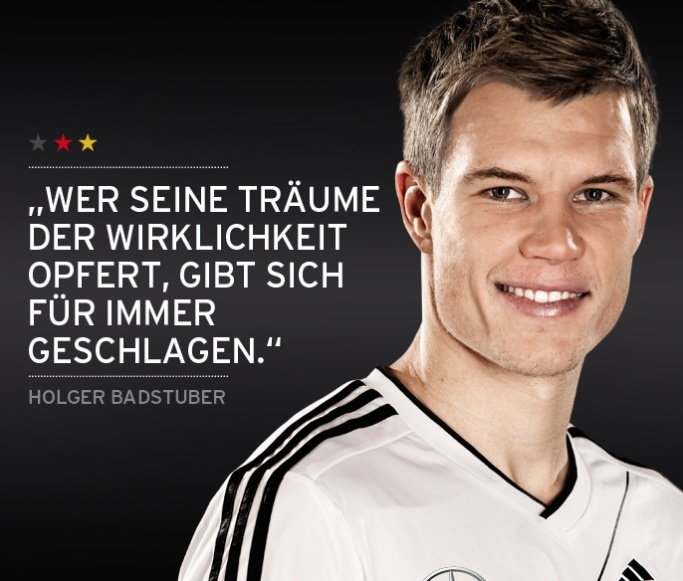 „WER SEINE TRÄUME
DER WIRKLICHKEIT
OPFERT, GIBT SICH
FÜR IMMER
GESCHLAGEN.“
HOLGER BADSTUBER